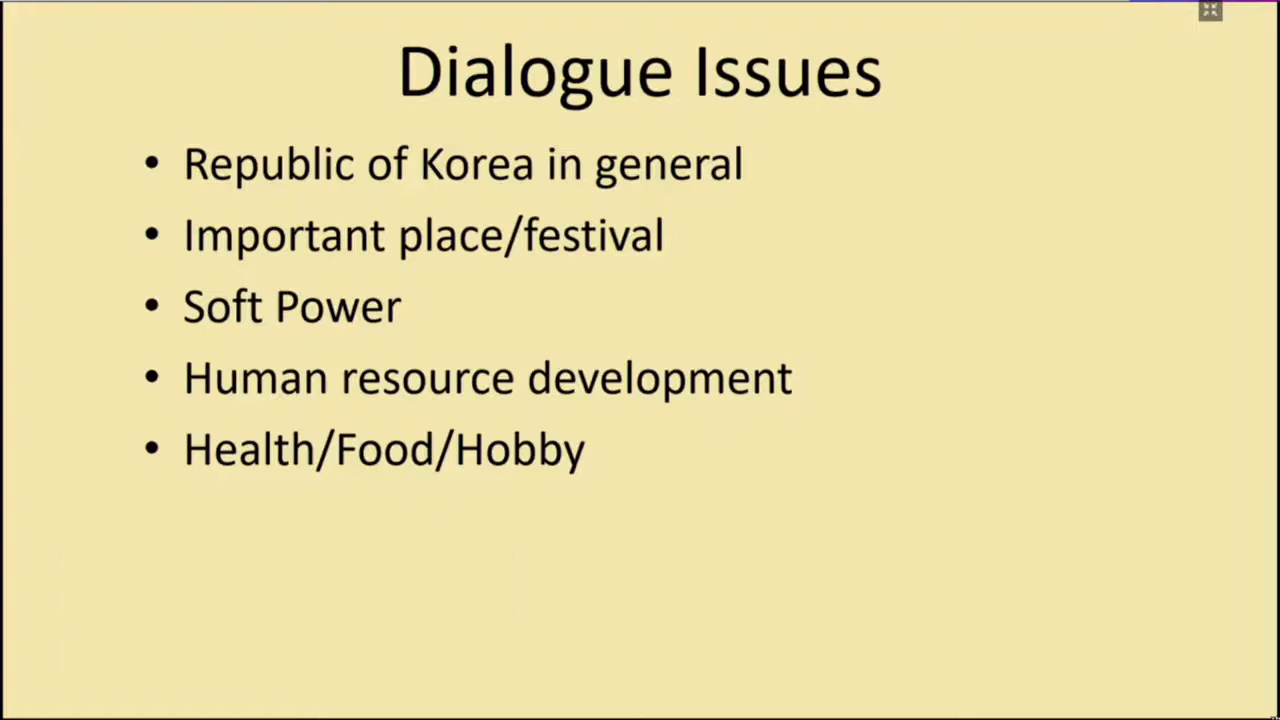 Dialogue Issues
• Republic of Korea in general
• Important place/festival
• Soft Power
• Human resource development
• Health/Food/Hobby